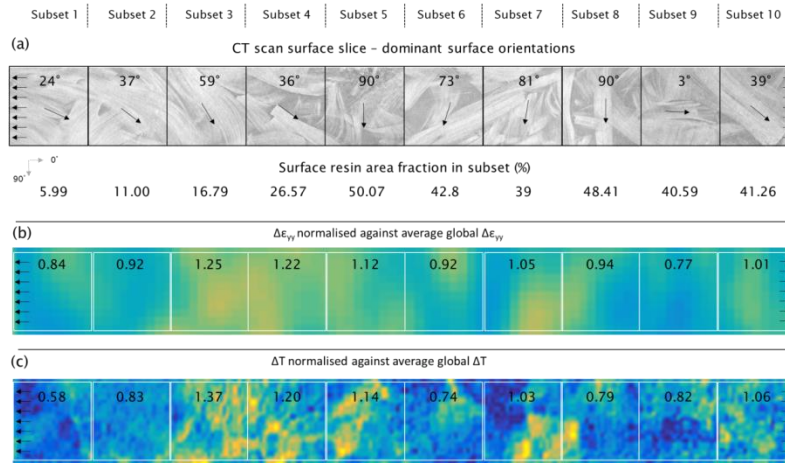 Subset 1 Subset 2 Subset 3 Subset 4 Subset 5 Subset 6 Subset 7 Subset 8 Subset 9 Subset 10
(a)
CT scan surface slice – dominant surface orientations
24° 37° 59° 36° 90° 73° 81° 90° 3° 39°
0°
90°
Surface resin area fraction in subset (%)
5.99 11.00 16.79 26.57 50.07 42.8 39 48.41 40.59 41.26
(b)
Δεyy normalised against average global Δεyy
0.84 0.92 1.25 1.22 1.12 0.92 1.05 0.94 0.77 1.01
(c)
ΔT normalised against average global ΔT
0.58 0.83 1.37 1.20 1.14 0.74 1.03 0.79 0.82 1.06